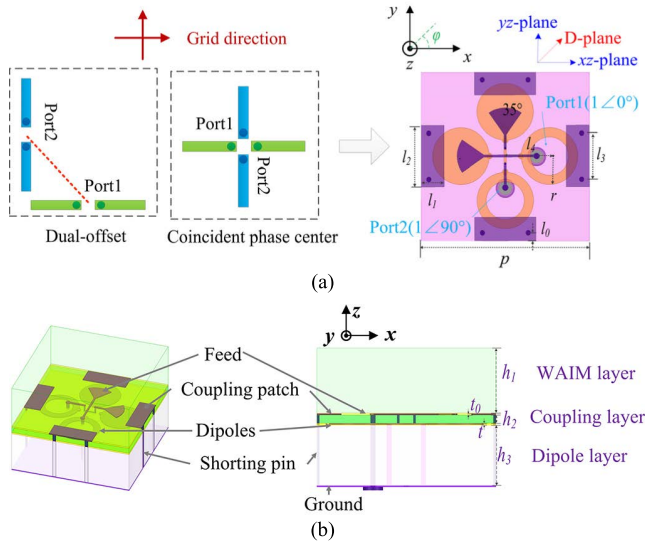 Grid direction
Port2
Port1
Dual-offset
Port1
Port2
Coincident phase center
y
φ
z
x
yz-plane
D-plane
xz-plane
35°
Port1(1∠0°)
l4
l2
l3
l1
r
Port2(1∠90°)
l0
p
(a)
z
y
x
Feed
Coupling patch
Dipoles
Shorting pin
Ground
h1
WAIM layer
t0
h2
Coupling layer
t
h3
Dipole layer
(b)